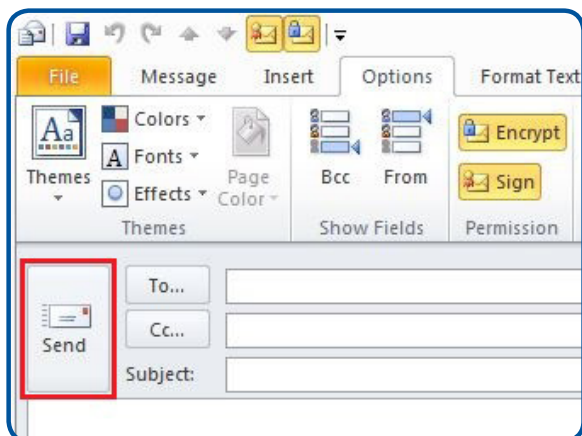 File Message Insert Options Format Text
Aa
Themes
Colors
A Fonts
Effects
Page
Color
Themes
Bcc
From
Show Fields
Encrypt
Sign
Permission
Send
To...
Cc...
Subject: